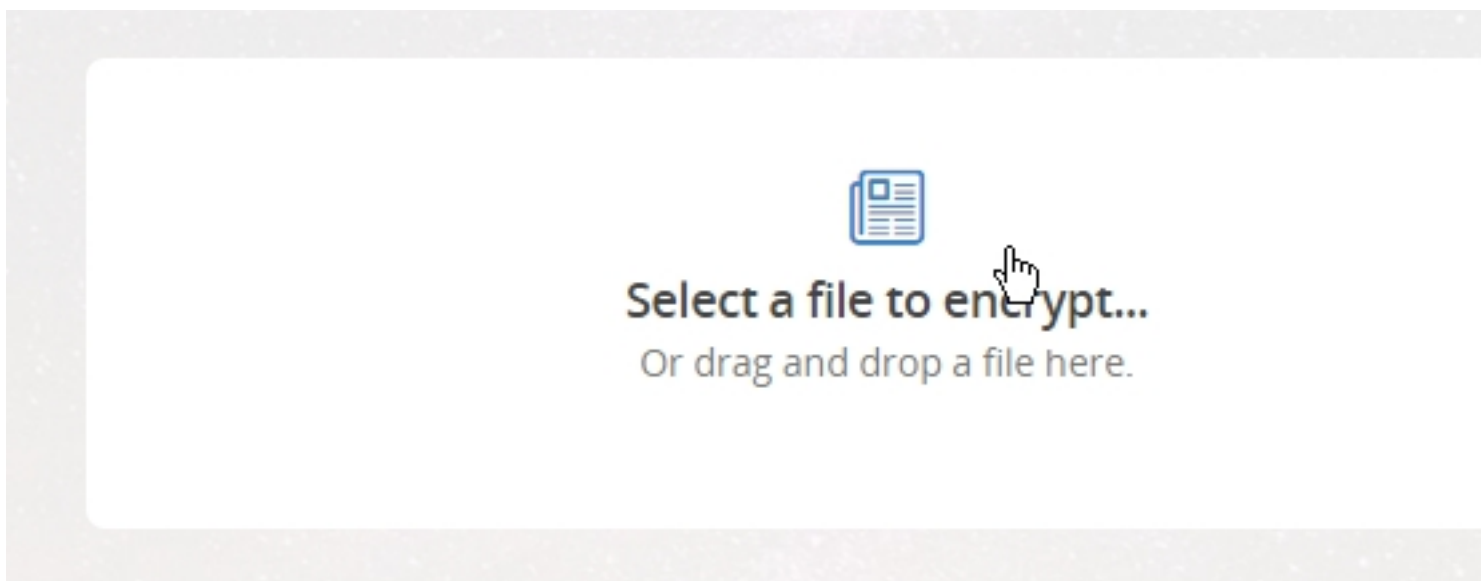 Select a file to encrypt...
Or drag and drop a file here.